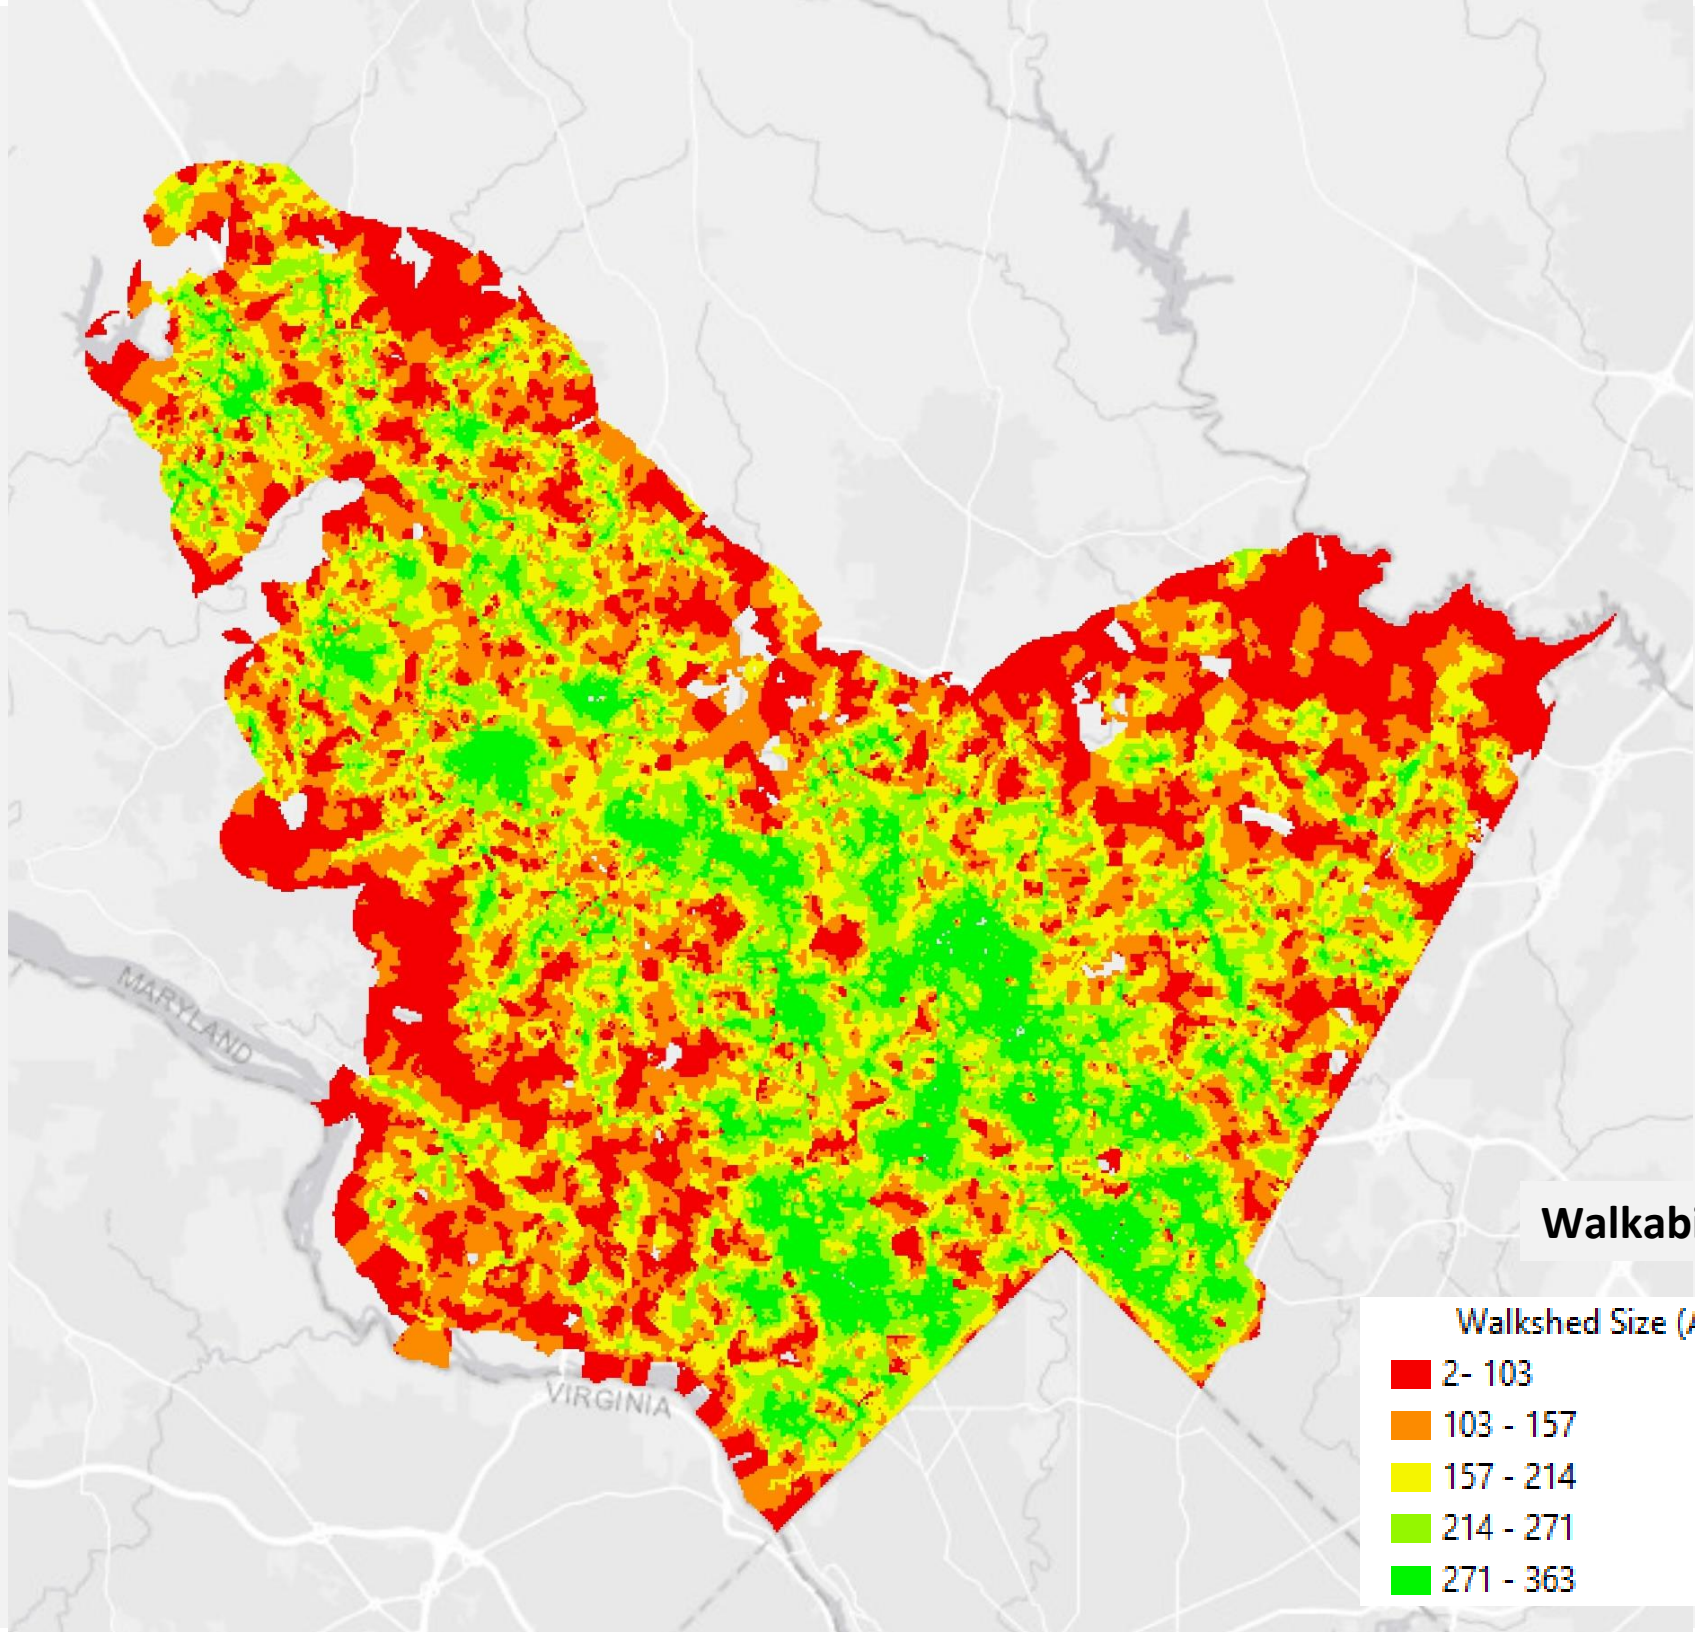 MARYLAND
VIRGINIA
Walkabi
Walkshed Size (A
2- 103
103 - 157
157 - 214
214 - 271
271 - 363